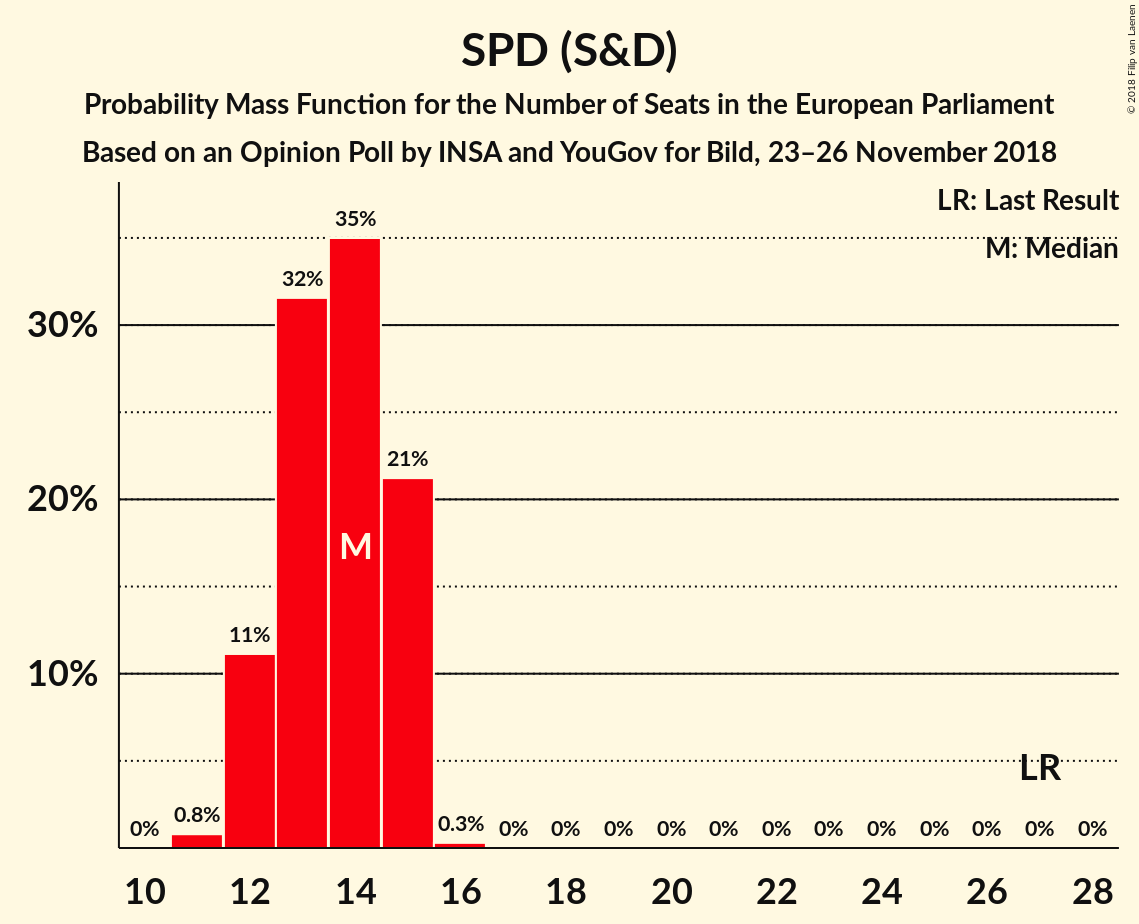 © 2018 Filip van Laenen
SPD (S&D)
Probability Mass Function for the Number of Seats in the European Parliament
Based on an Opinion Poll by INSA and YouGov for Bild, 23–26 November 2018
LR: Last Result
M: Median
35%
32%
30%
21%
20%
M
11%
10%
LR
0% 0.8% 0.3% 0% 0% 0% 0% 0% 0% 0% 0% 0% 0% 0% 0%
10 12 14 16 18 20 22 24 26 28